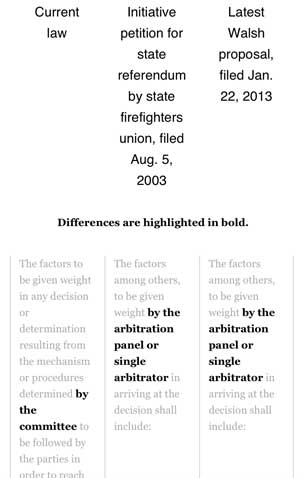 Current
law
Initiative
petition for
state
referendum
by state
firefighters
union, filed
Aug. 5,
2003
Latest
Walsh
proposal,
filed Jan.
22, 2013
Differences are highlighted in bold.
The factors to
be given weight
in any decision
or
determination
resulting from
the mechanism
or procedures
determined by
the
committee to
be followed by
the parties in
order to reach
The factors
among others,
to be given
weight by the
arbitration
panel or
single
arbitrator in
arriving at the
decision shall
include:
The factors
among others,
to be given
weight by the
arbitration
panel or
single
arbitrator in
arriving at the
decision shall
include: